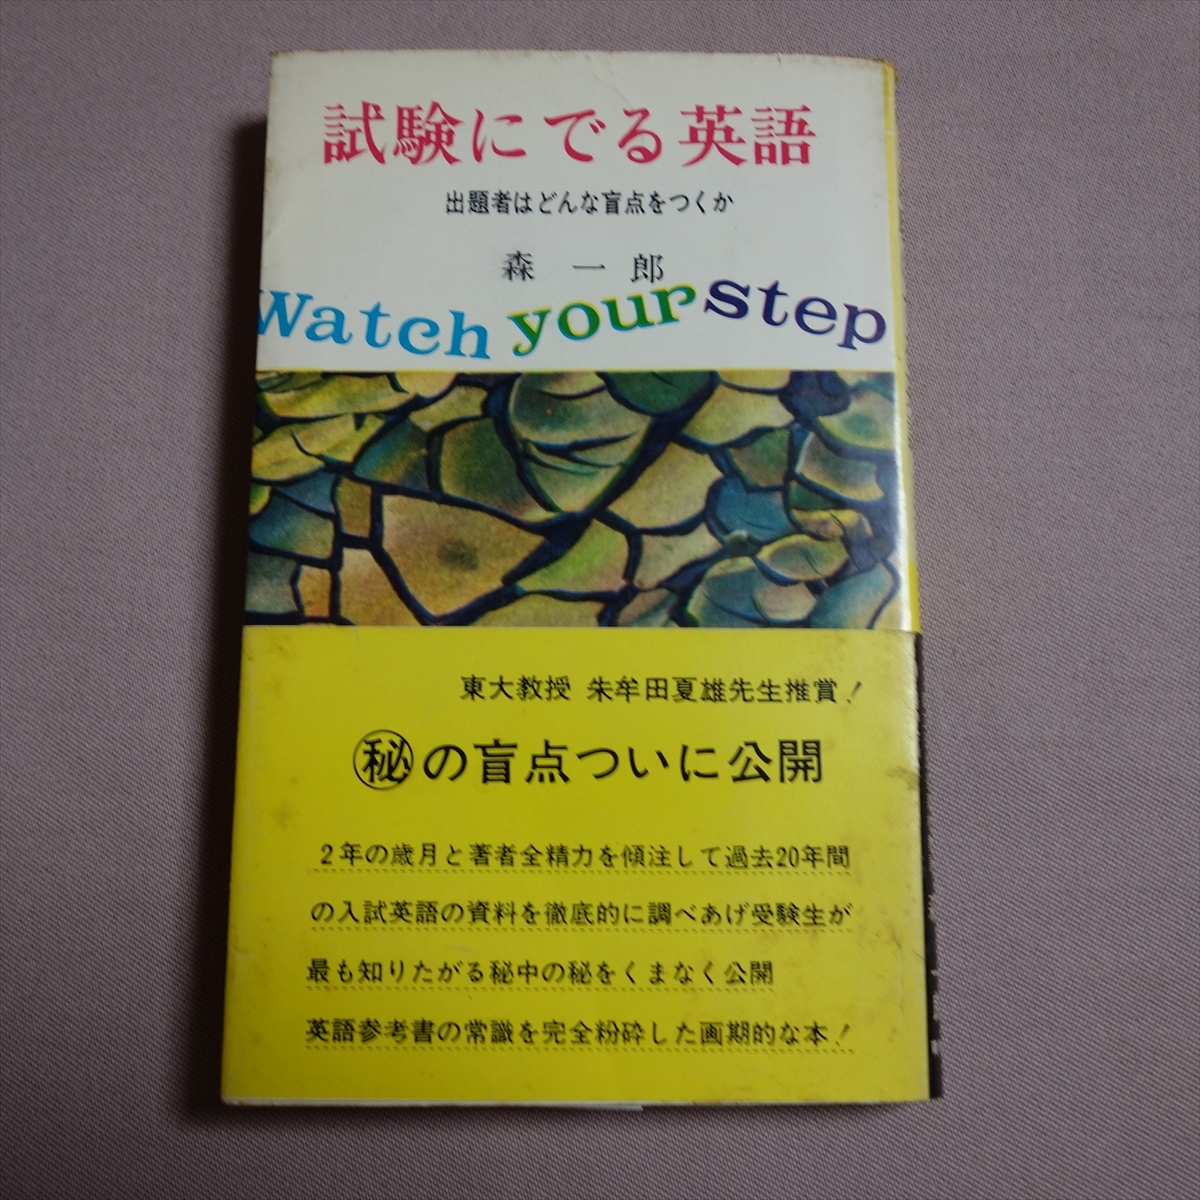 試験にでる英語
出題者はどんな盲点をつくか
森一郎
Watch your step
東大教授 朱牟田夏雄先生推賞!
㊙の盲点ついに公開
2年の歳月と著者全精力を傾注して過去20年間
の入試英語の資料を徹底的に調べあげ受験生が
最も知りたがる秘中の秘をくまなく公開
英語参考書の常識を完全粉砕した画期的な本!